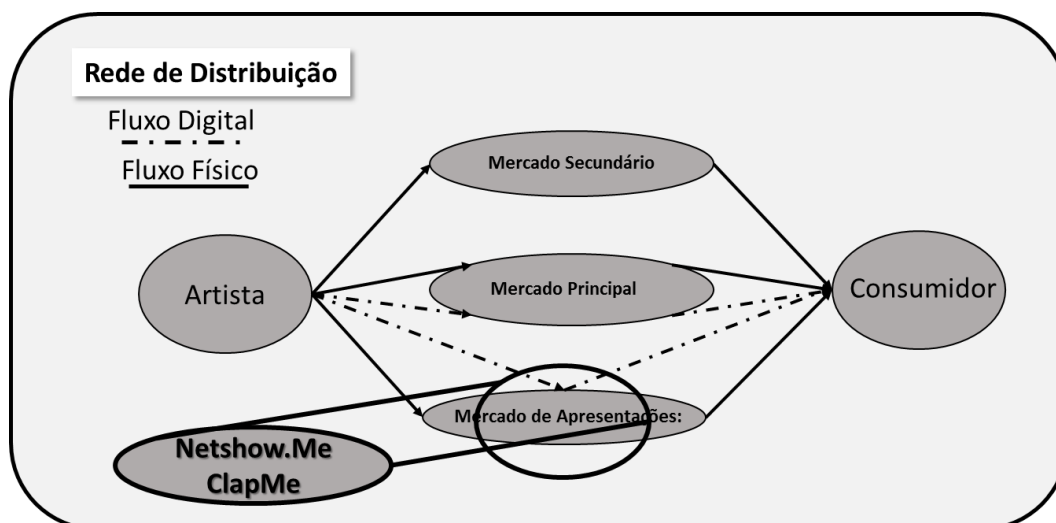 Rede de Distribuição
Fluxo Digital
Fluxo Físico
Mercado Secundário
Artista
Mercado Principal
Consumidor
Mercado de Apresentações:
Netshow.Me
ClapMe